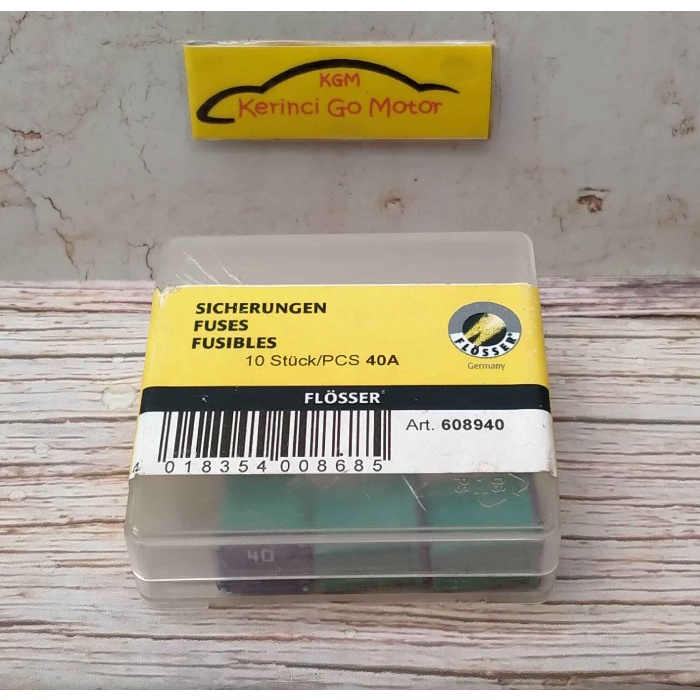 KGM
Kerinci Go Motor
SICHERUNGEN
FUSES
FUSIBLES
10 Stück/PCS 40A
FLÖSSER®
Germany
FLÖSSER®
Art. 608940
4 018354 008685
40